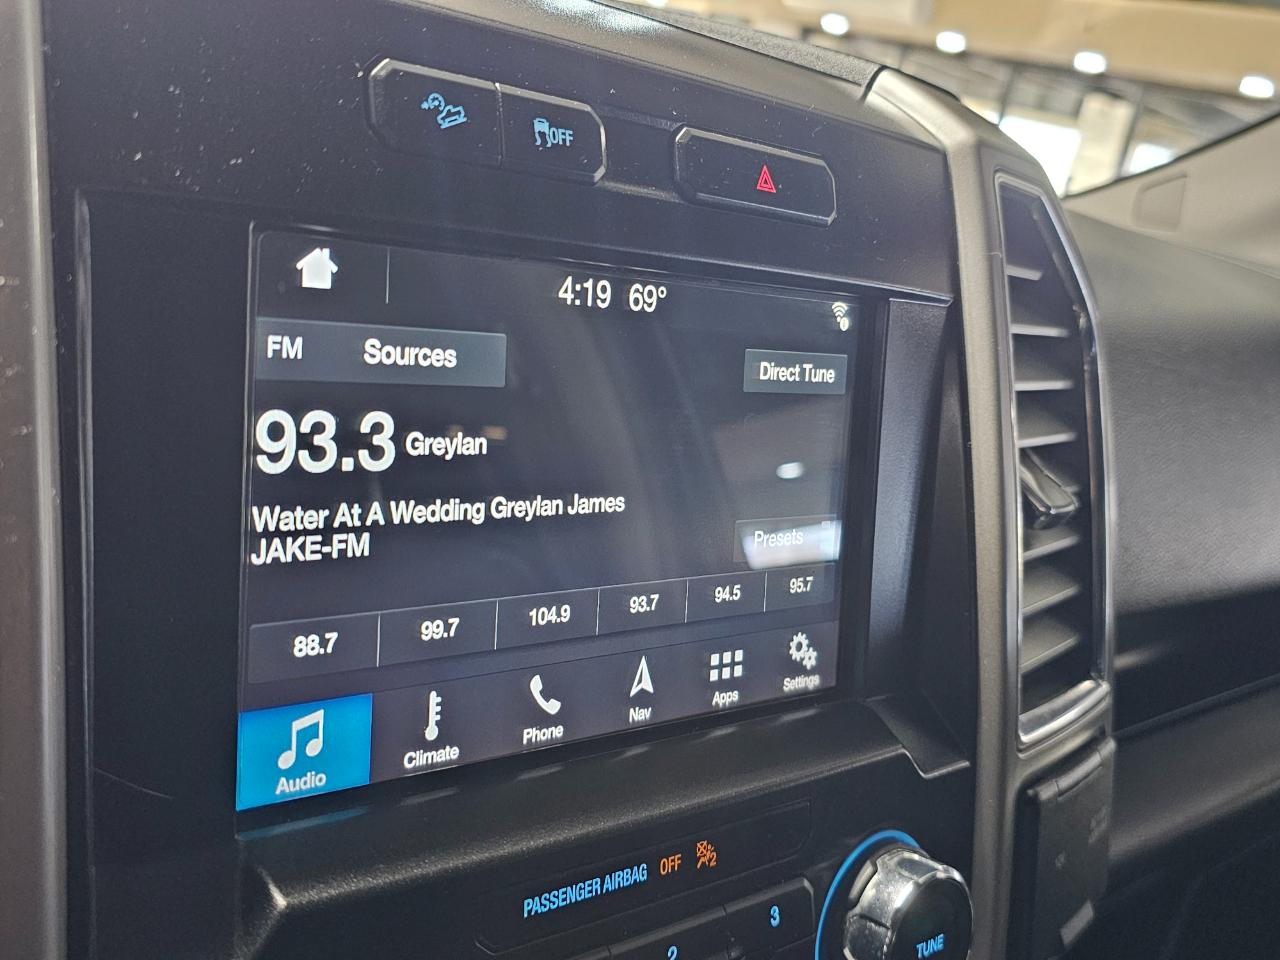 OFF
4:19 69°
FM Sources
Direct Tune
93.3 Greylan
Water At A Wedding Greylan James
JAKE-FM
Presets
88.7 99.7 104.9 93.7 94.5 95.7
Audio Climate Phone Nav Apps Settings
PASSENGER AIRBAG OFF 2
2 3
TUNE